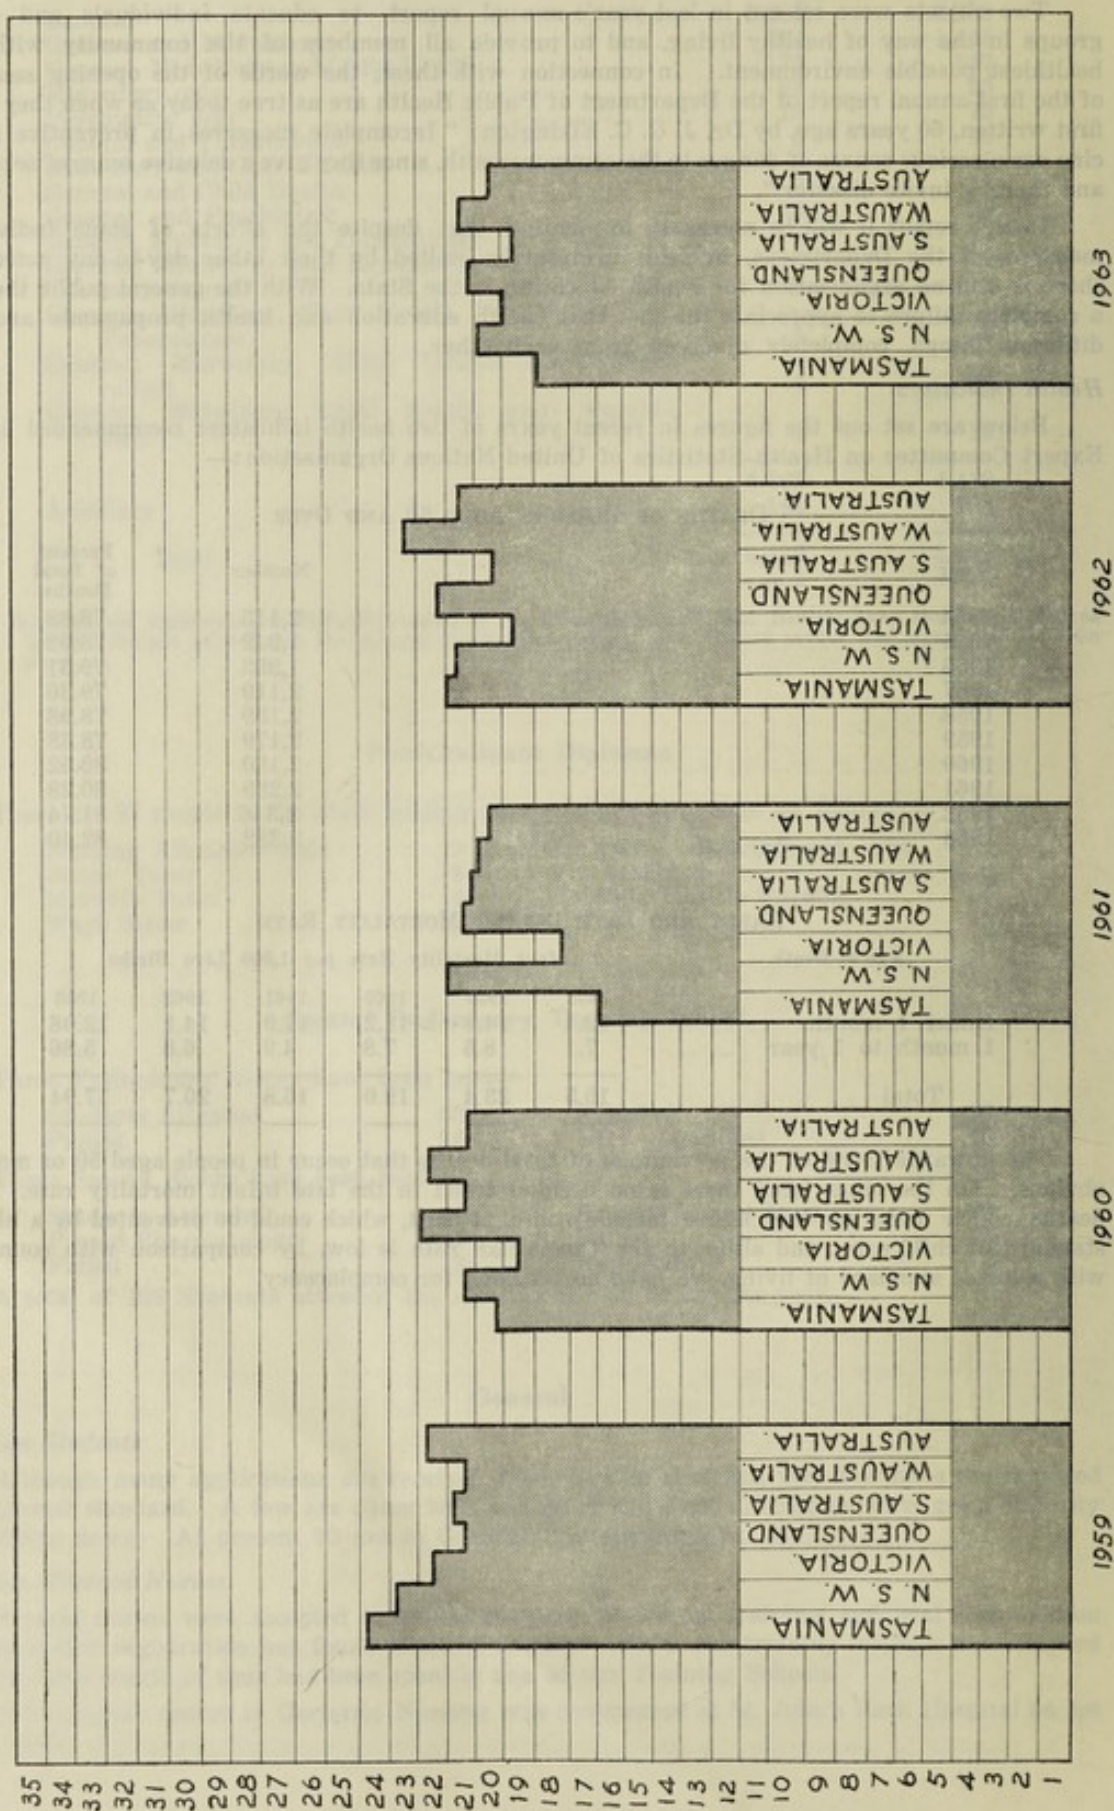 35
34
33
32
31
30
29
28
27
26
25
24
23
22
21
20
19
18
17
16
15
14
13
12
11
10
9
8
7
6
5
4
3
2
1
TASMANIA.
N. S. W.
VICTORIA.
QUEENSLAND.
S. AUSTRALIA.
W. AUSTRALIA.
AUSTRALIA.
1959
TASMANIA.
N. S. W.
VICTORIA.
QUEENSLAND.
S. AUSTRALIA.
W. AUSTRALIA.
AUSTRALIA.
1960
TASMANIA.
N. S. W.
VICTORIA.
QUEENSLAND.
S. AUSTRALIA.
W. AUSTRALIA.
AUSTRALIA.
1961
TASMANIA.
N. S. W.
VICTORIA.
QUEENSLAND.
S. AUSTRALIA.
W. AUSTRALIA.
AUSTRALIA.
1962
TASMANIA.
N. S. W.
VICTORIA.
QUEENSLAND.
S. AUSTRALIA.
W. AUSTRALIA.
AUSTRALIA.
1963